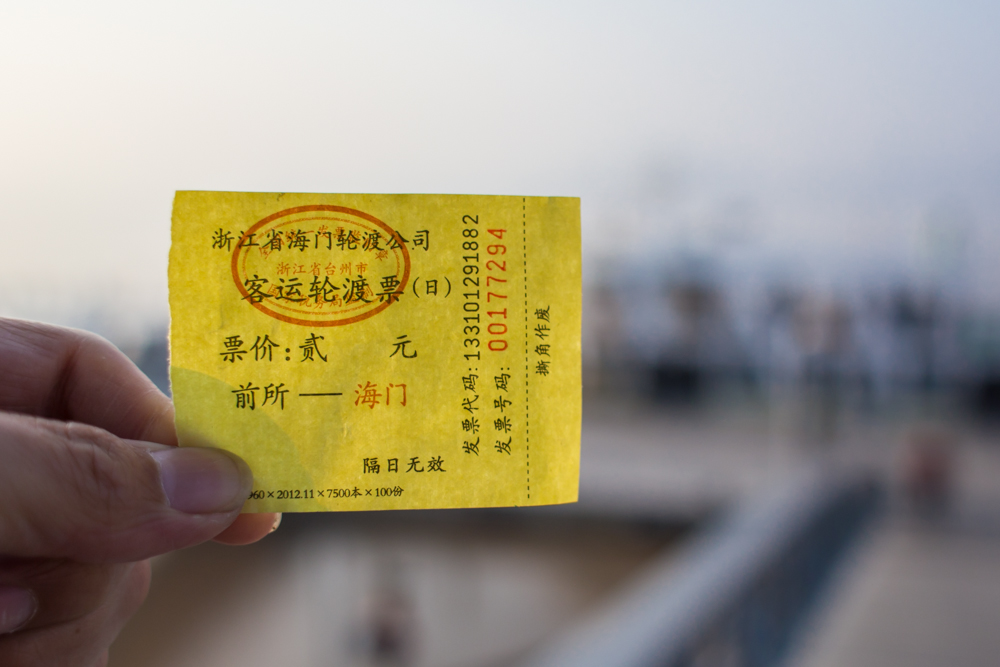 浙江省海门轮渡公司
浙江省台州市
客运轮渡票(日)
票价:贰 元
前所——海门
隔日无效
960×2012.11×7500本×100份
发票代码:133101291882
发票号码:00177294
撕角作废